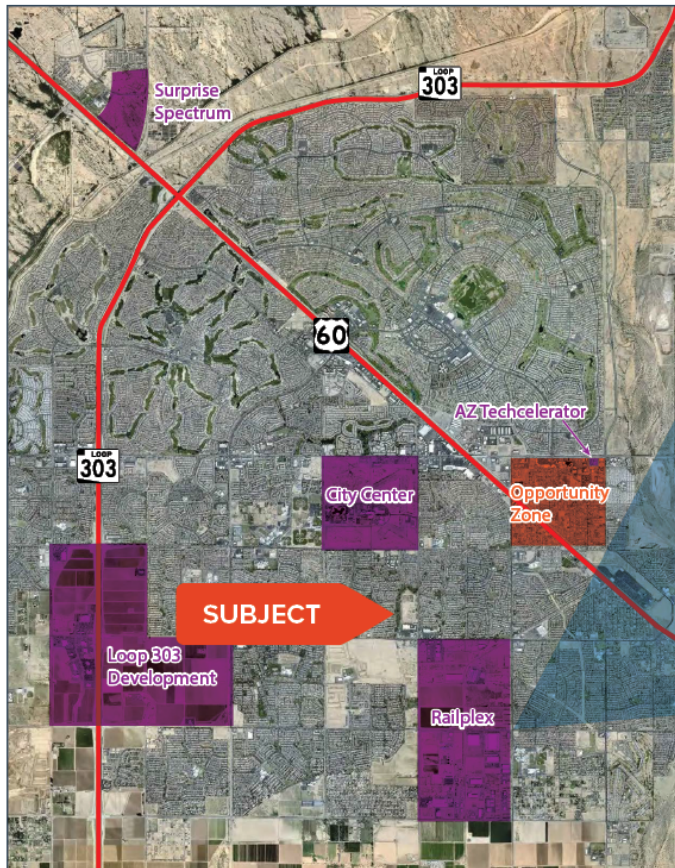 LOOP
303
Surprise
Spectrum
60
AZ Techcelerator
LOOP
303
City Center
Opportunity
Zone
SUBJECT
Loop 303
Development
Railplex